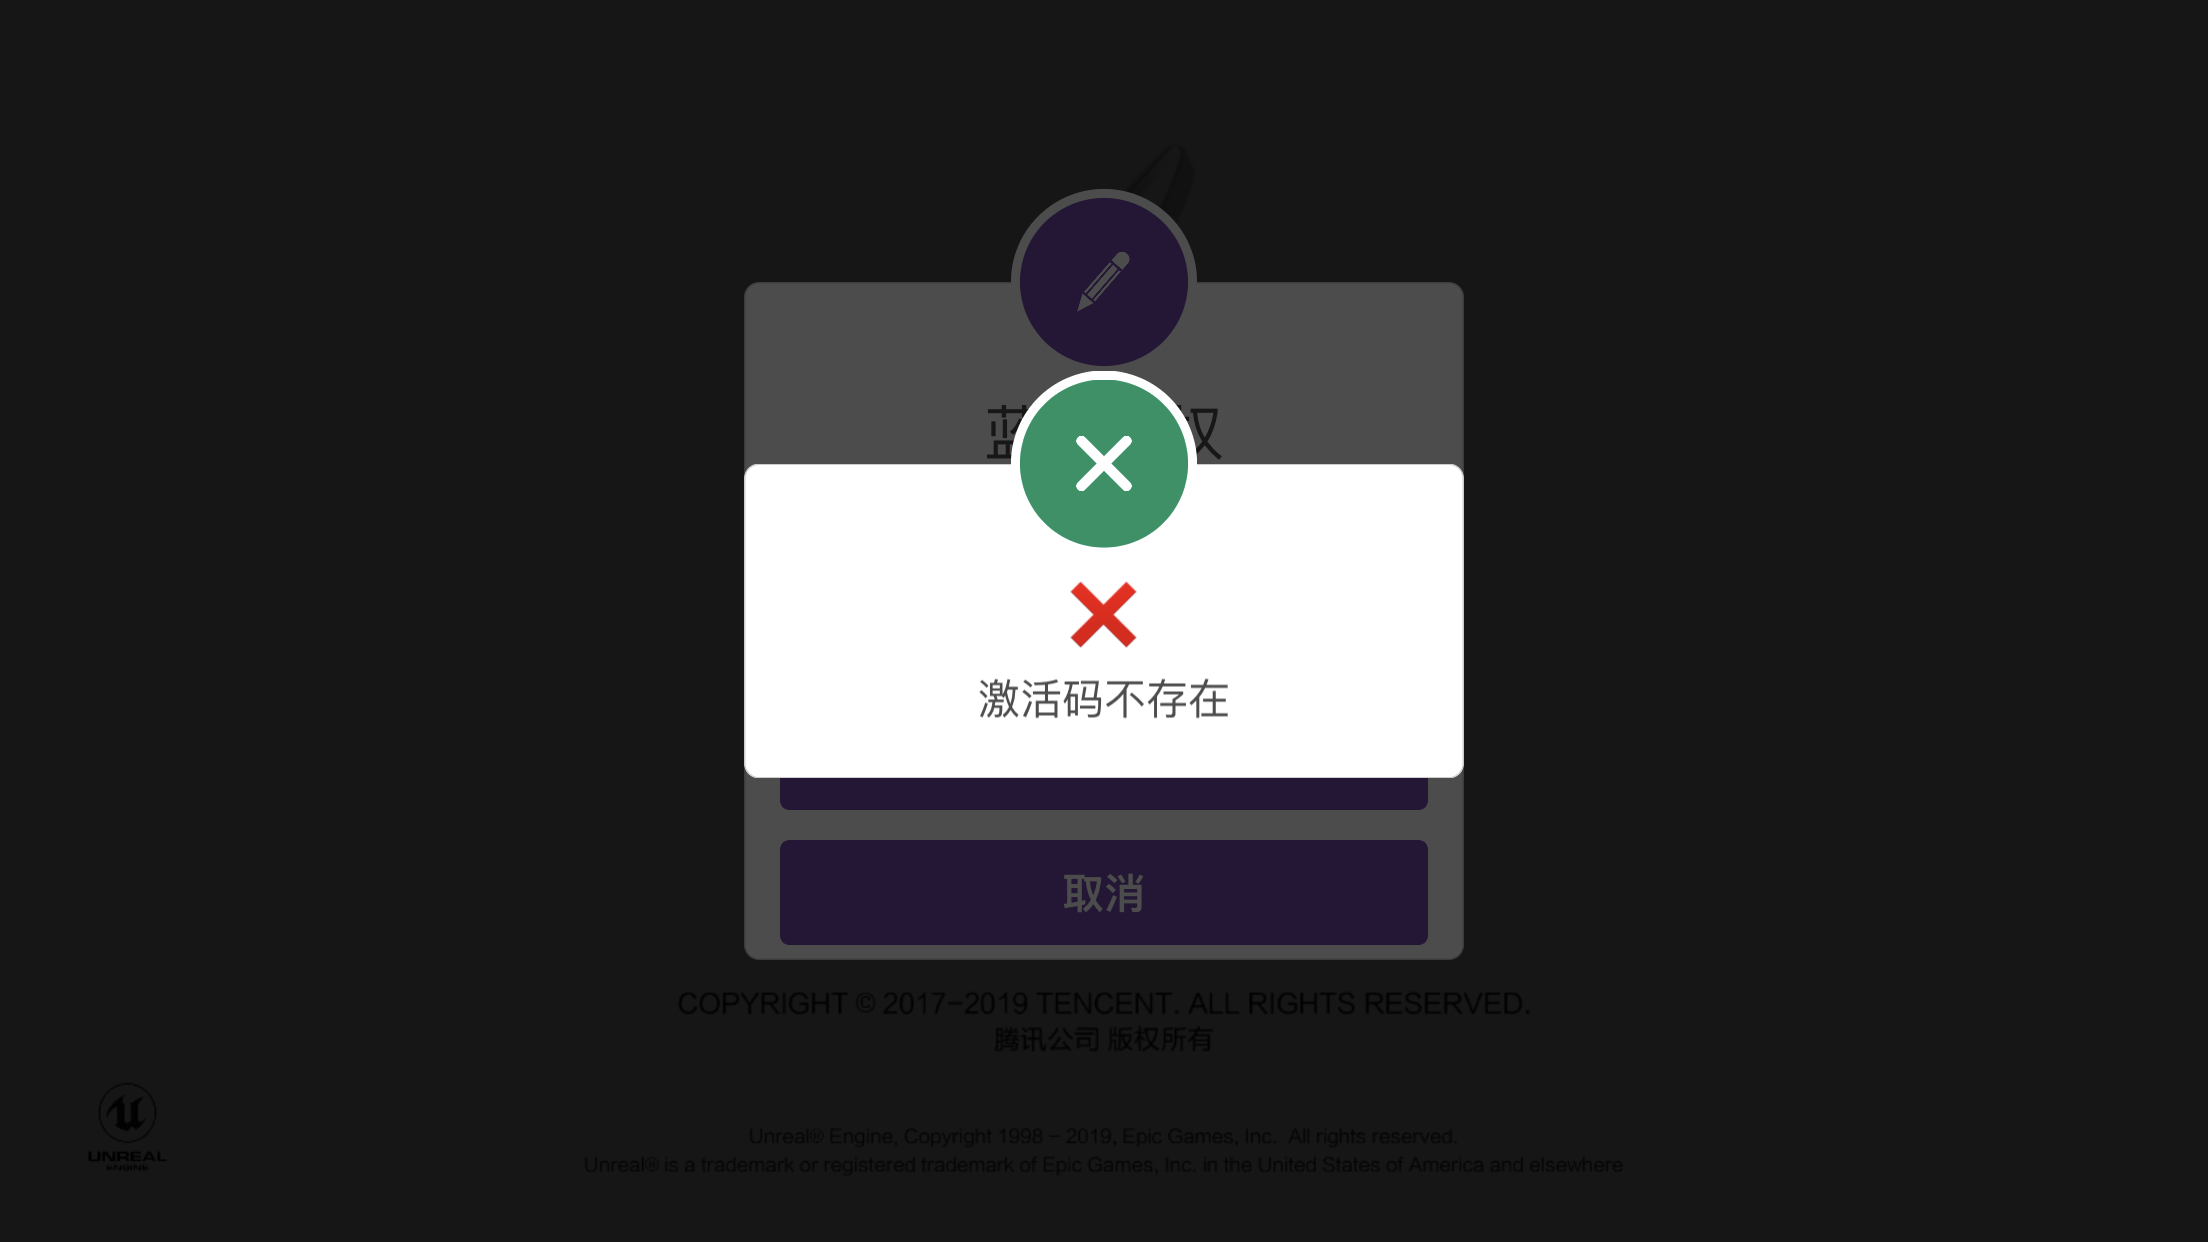 蓝
权
激活码不存在
取消
COPYRIGHT © 2017-2019 TENCENT. ALL RIGHTS RESERVED.
腾讯公司 版权所有
Unreal® Engine, Copyright 1998 - 2019, Epic Games, Inc. All rights reserved.
Unreal® is a trademark or registered trademark of Epic Games, Inc. in the United States of America and elsewhere
UNREAL
ENGINE